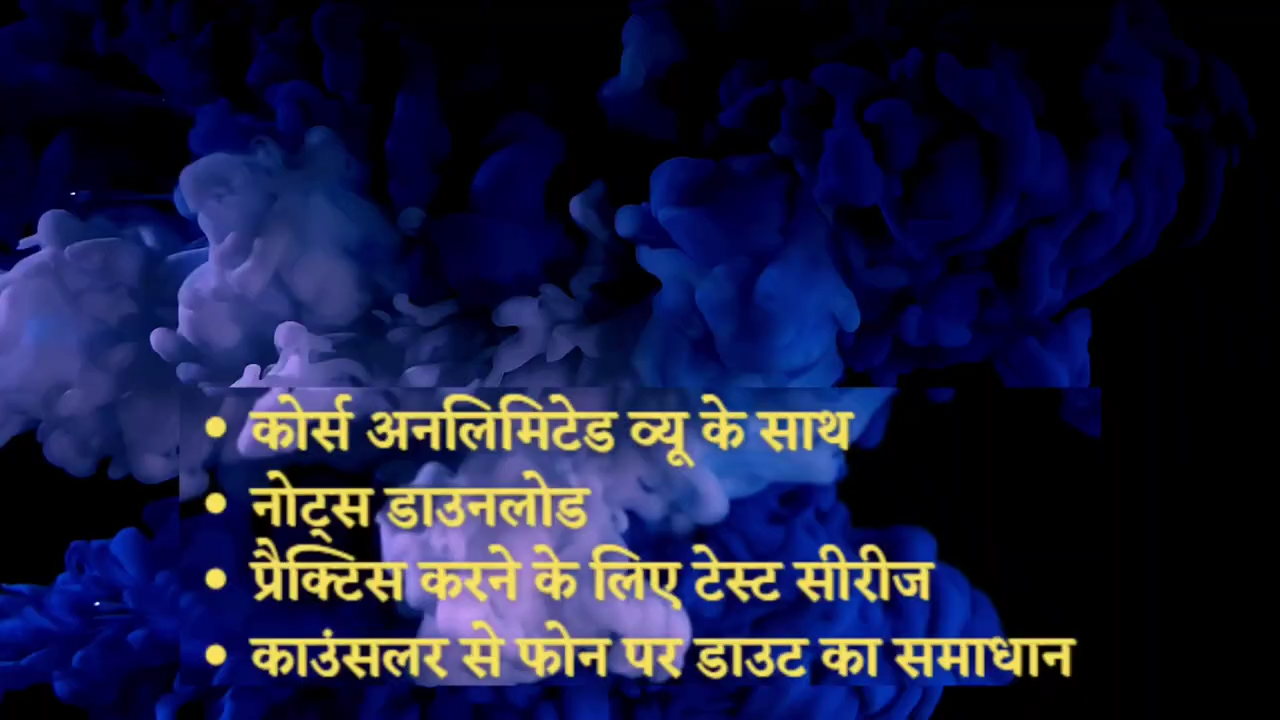 • कोर्स अनलिमिटेड व्यू के साथ
• नोट्स डाउनलोड
• प्रैक्टिस करने के लिए टेस्ट सीरीज
• काउंसलर से फोन पर डाउट का समाधान